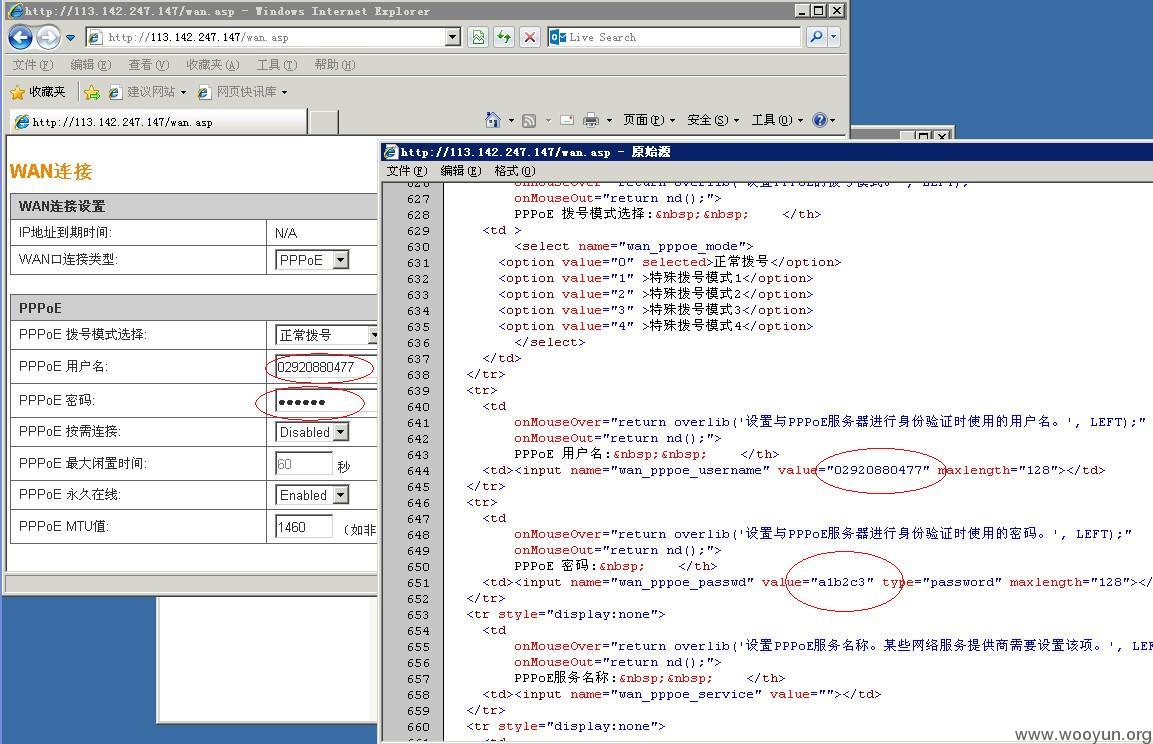 http://113.142.247.147/wan.asp - Windows Internet Explorer
http://113.142.247.147/wan.asp
Live Search
文件(F) 编辑(E) 查看(V) 收藏夹(A) 工具(T) 帮助(H)
收藏夹 建议网站 网页快讯库
http://113.142.247.147/wan.asp
页面(P) 安全(S) 工具(O)
WAN连接
WAN连接设置
IP地址到期时间: N/A
WAN口连接类型: PPPoE
PPPoE
PPPoE 拨号模式选择: 正常拨号
PPPoE 用户名: 02920880477
PPPoE 密码: ●●●●●●
PPPoE 按需连接: Disabled
PPPoE 最大闲置时间: 60 秒
PPPoE 永久在线: Enabled
PPPoE MTU值: 1460 (如非
http://113.142.247.147/wan.asp - 原始源
文件(F) 编辑(E) 格式(O)
626 onMouseOver="return overlib('设置PPPoE的拨号模式。', LEFT);"
627 onMouseOut="return nd();">
628 PPPoE 拨号模式选择:&nbsp;&nbsp; </th>
629 <td >
630 <select name="wan_pppoe_mode">
631 <option value="0" selected>正常拨号</option>
632 <option value="1" >特殊拨号模式1</option>
633 <option value="2" >特殊拨号模式2</option>
634 <option value="3" >特殊拨号模式3</option>
635 <option value="4" >特殊拨号模式4</option>
636 </select>
637 </td>
638 </tr>
639 <tr>
640 <td
641 onMouseOver="return overlib('设置与PPPoE服务器进行身份验证时使用的用户名。', LEFT);"
642 onMouseOut="return nd();">
643 PPPoE 用户名:&nbsp;&nbsp; </th>
644 <td><input name="wan_pppoe_username" value="02920880477" maxlength="128"></td>
645 </tr>
646 <tr>
647 <td
648 onMouseOver="return overlib('设置与PPPoE服务器进行身份验证时使用的密码。', LEFT);"
649 onMouseOut="return nd();">
650 PPPoE 密码:&nbsp; </th>
651 <td><input name="wan_pppoe_passwd" value="a1b2c3" type="password" maxlength="128"></
652 </tr>
653 <tr style="display:none">
654 <td
655 onMouseOver="return overlib('设置PPPoE服务名称。某些网络服务提供商需要设置该项。', LEF
656 onMouseOut="return nd();">
657 PPPoE服务名称:&nbsp;&nbsp; </th>
658 <td><input name="wan_pppoe_service" value=""></td>
659 </tr>
660 <tr style="display:none">
www.wooyun.org